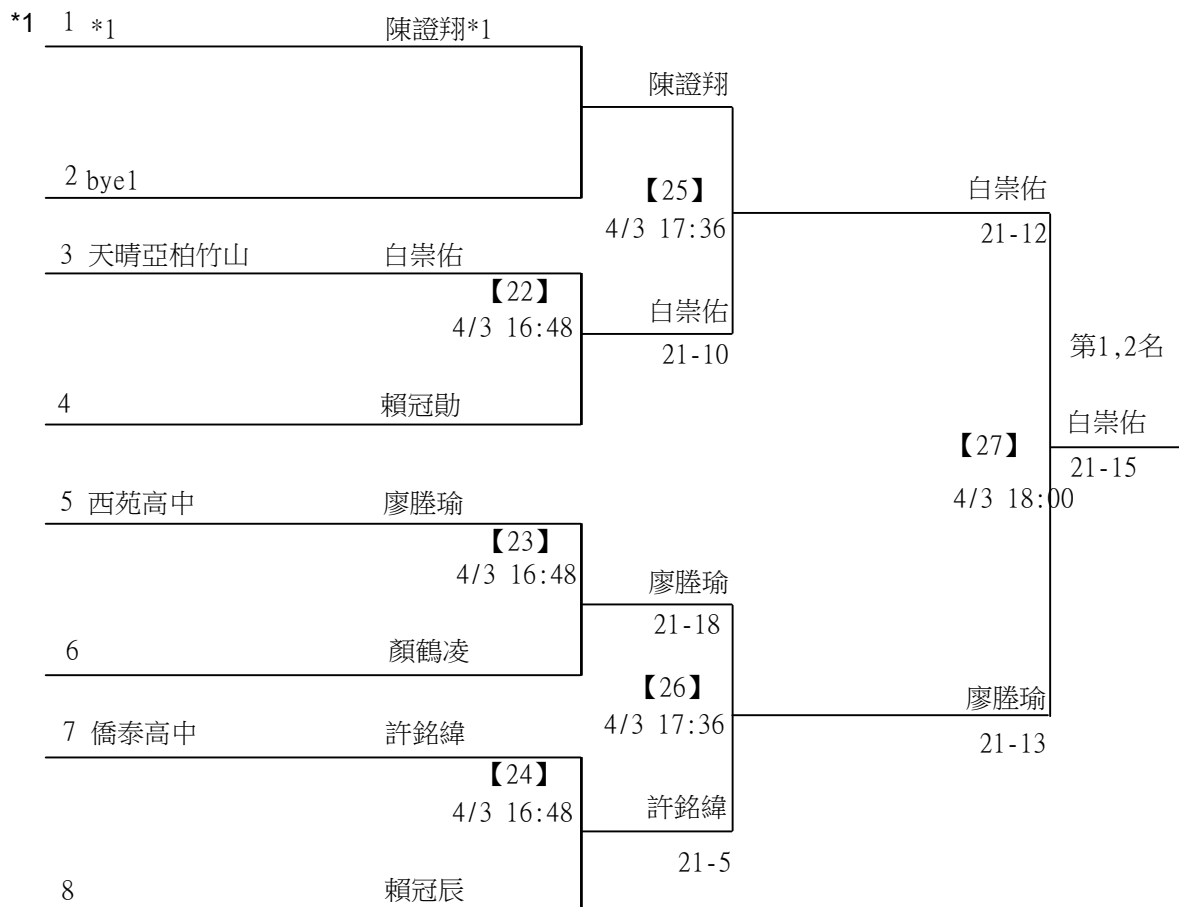 *1 1 *1 陳證翔*1
陳證翔
2 bye1
【25】
4/3 17:36
白崇佑
21-12
3 天晴亞柏竹山 白崇佑
【22】
4/3 16:48
白崇佑
21-10
第1,2名
4 賴冠勛
白崇佑
【27】
21-15
4/3 18:00
5 西苑高中 廖塍瑜
【23】
4/3 16:48
廖塍瑜
21-18
6 顏鶴凌
【26】
4/3 17:36
廖塍瑜
21-13
7 僑泰高中 許銘緯
【24】
4/3 16:48
許銘緯
21-5
8 賴冠辰